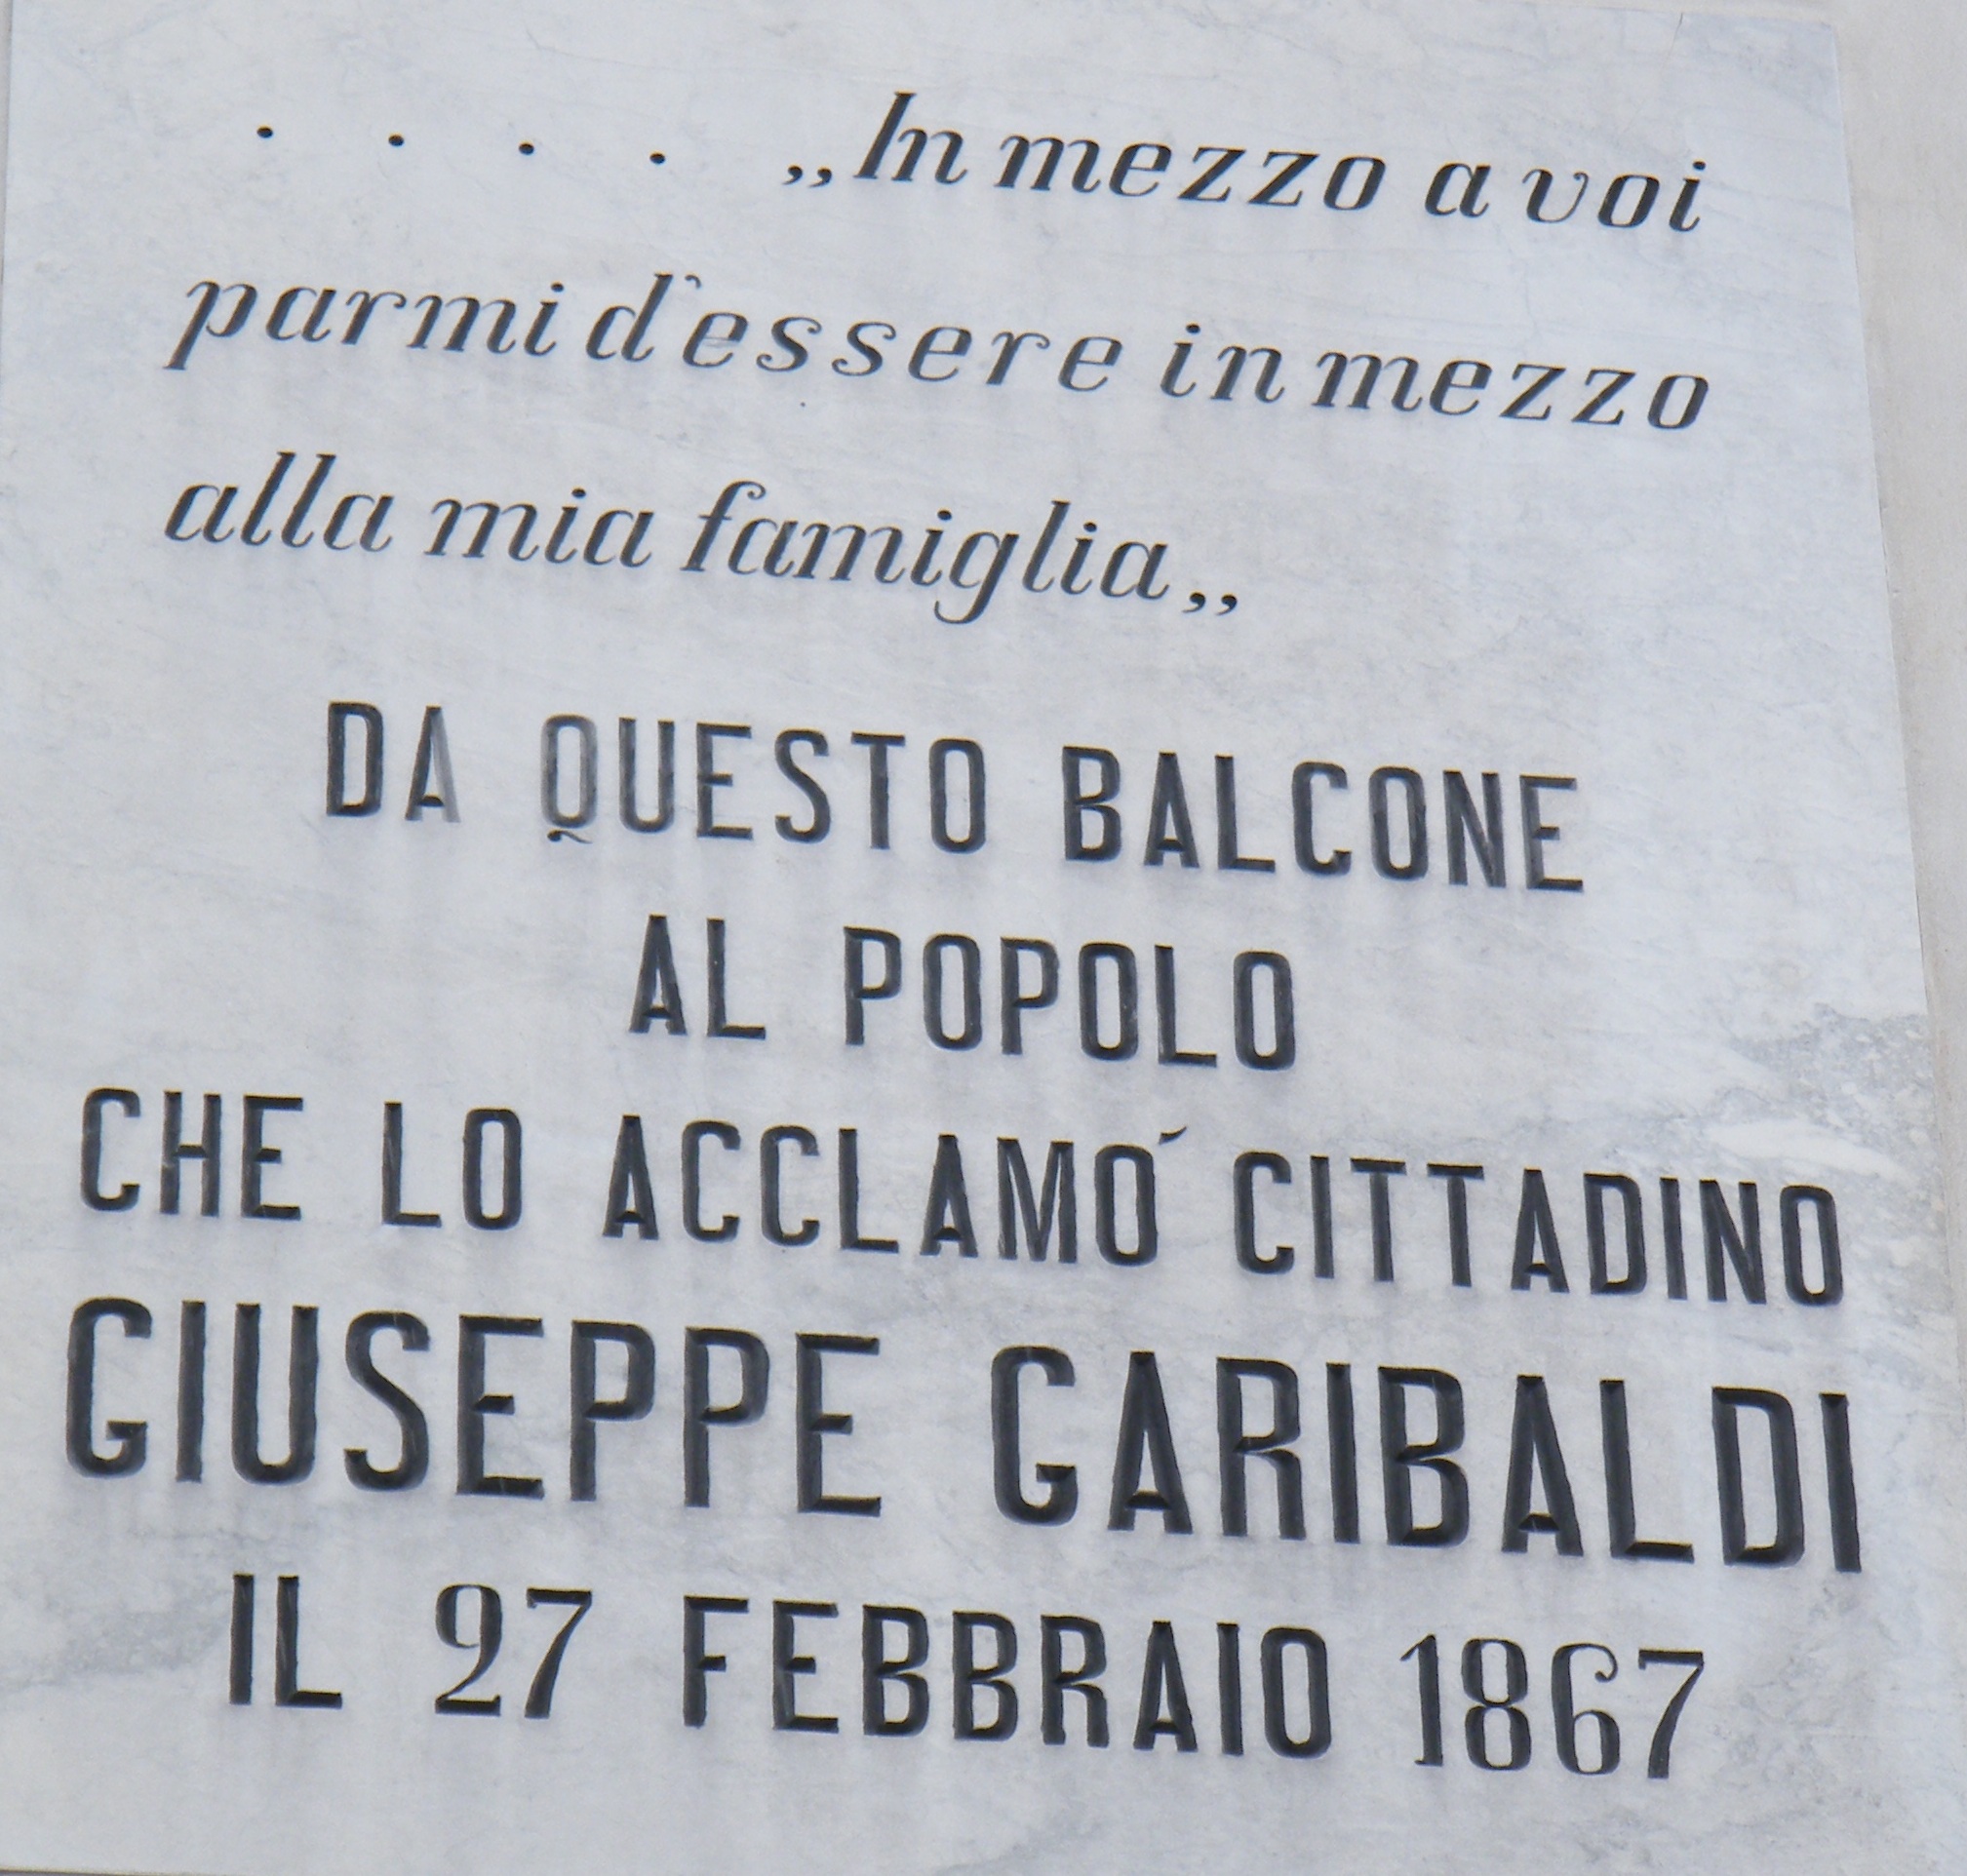 . . . . „In mezzo a voi
parmi d'essere in mezzo
alla mia famiglia„
DA QUESTO BALCONE
AL POPOLO
CHE LO ACCLAMÓ CITTADINO
GIUSEPPE GARIBALDI
IL 27 FEBBRAIO 1867